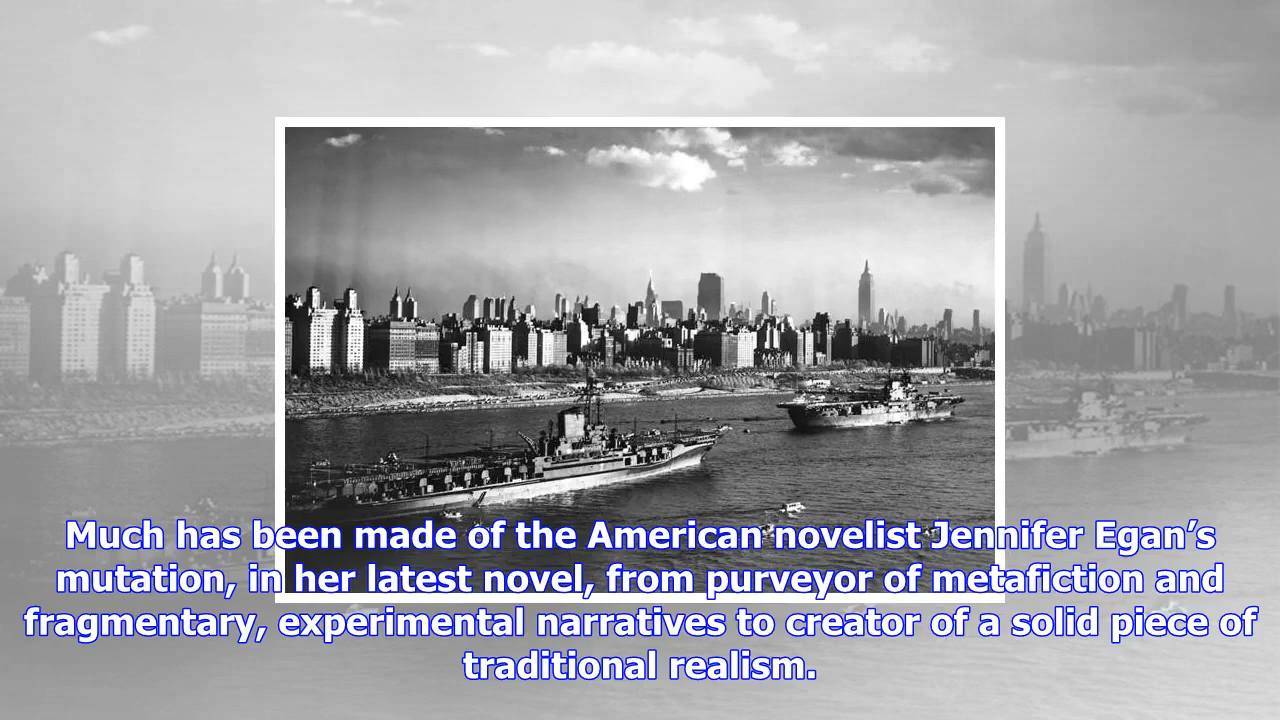 Much has been made of the American novelist Jennifer Egan’s
mutation, in her latest novel, from purveyor of metafiction and
fragmentary, experimental narratives to creator of a solid piece of
traditional realism.